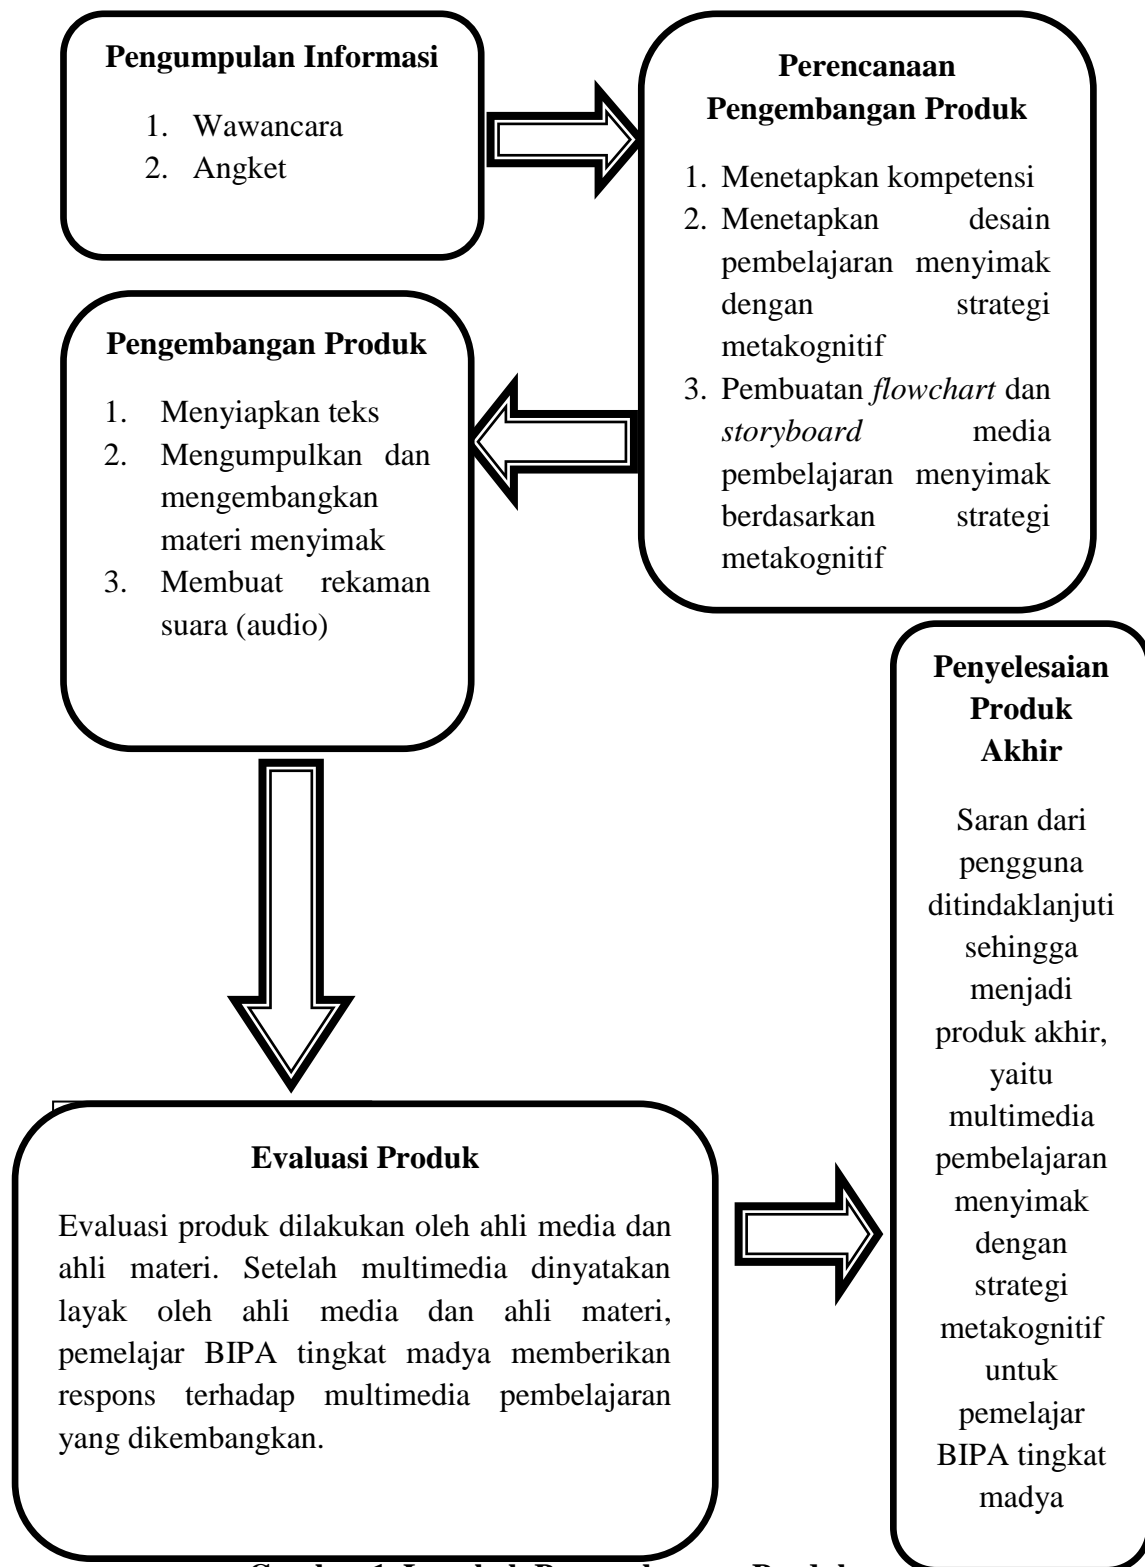 Pengumpulan Informasi
1. Wawancara
2. Angket
Perencanaan
Pengembangan Produk
1. Menetapkan kompetensi
2. Menetapkan desain
pembelajaran menyimak
dengan strategi
metakognitif
3. Pembuatan flowchart dan
storyboard media
pembelajaran menyimak
berdasarkan strategi
metakognitif
Pengembangan Produk
1. Menyiapkan teks
2. Mengumpulkan dan
mengembangkan
materi menyimak
3. Membuat rekaman
suara (audio)
Evaluasi Produk
Evaluasi produk dilakukan oleh ahli media dan
ahli materi. Setelah multimedia dinyatakan
layak oleh ahli media dan ahli materi,
pemelajar BIPA tingkat madya memberikan
respons terhadap multimedia pembelajaran
yang dikembangkan.
Penyelesaian
Produk
Akhir
Saran dari
pengguna
ditindaklanjuti
sehingga
menjadi
produk akhir,
yaitu
multimedia
pembelajaran
menyimak
dengan
strategi
metakognitif
untuk
pemelajar
BIPA tingkat
madya